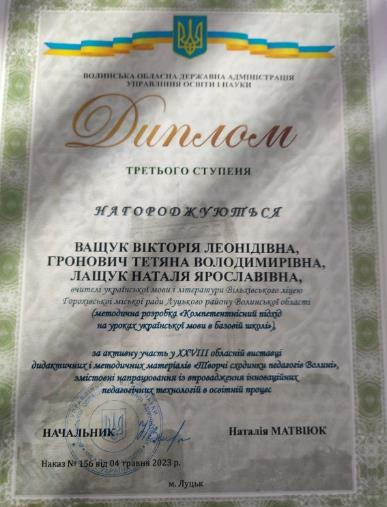 ВОЛИНСЬКА ОБЛАСНА ДЕРЖАВНА АДМІНІСТРАЦІЯ
УПРАВЛІННЯ ОСВІТИ І НАУКИ
Диплом
ТРЕТЬОГО СТУПЕНЯ
НАГОРОДЖУЮТЬСЯ
ВАЩУК ВІКТОРІЯ ЛЕОНІДІВНА,
ГРОНОВИЧ ТЕТЯНА ВОЛОДИМИРІВНА,
ЛАЩУК НАТАЛЯ ЯРОСЛАВІВНА,
вчителі української мови і літератури Вільхівського ліцею
Горохівської міської ради Луцького району Волинської області
(методична розробка «Компетентнісний підхід
на уроках української мови в базовій школі»),
за активну участь у XXVIII обласній виставці
дидактичних і методичних матеріалів «Творчі сходинки педагогів Волині»,
змістовні напрацювання із впровадження інноваційних
педагогічних технологій в освітній процес
НАЧАЛЬНИК Наталія МАТВІЮК
Наказ № 156 від 04 травня 2023 р.
м. Луцьк